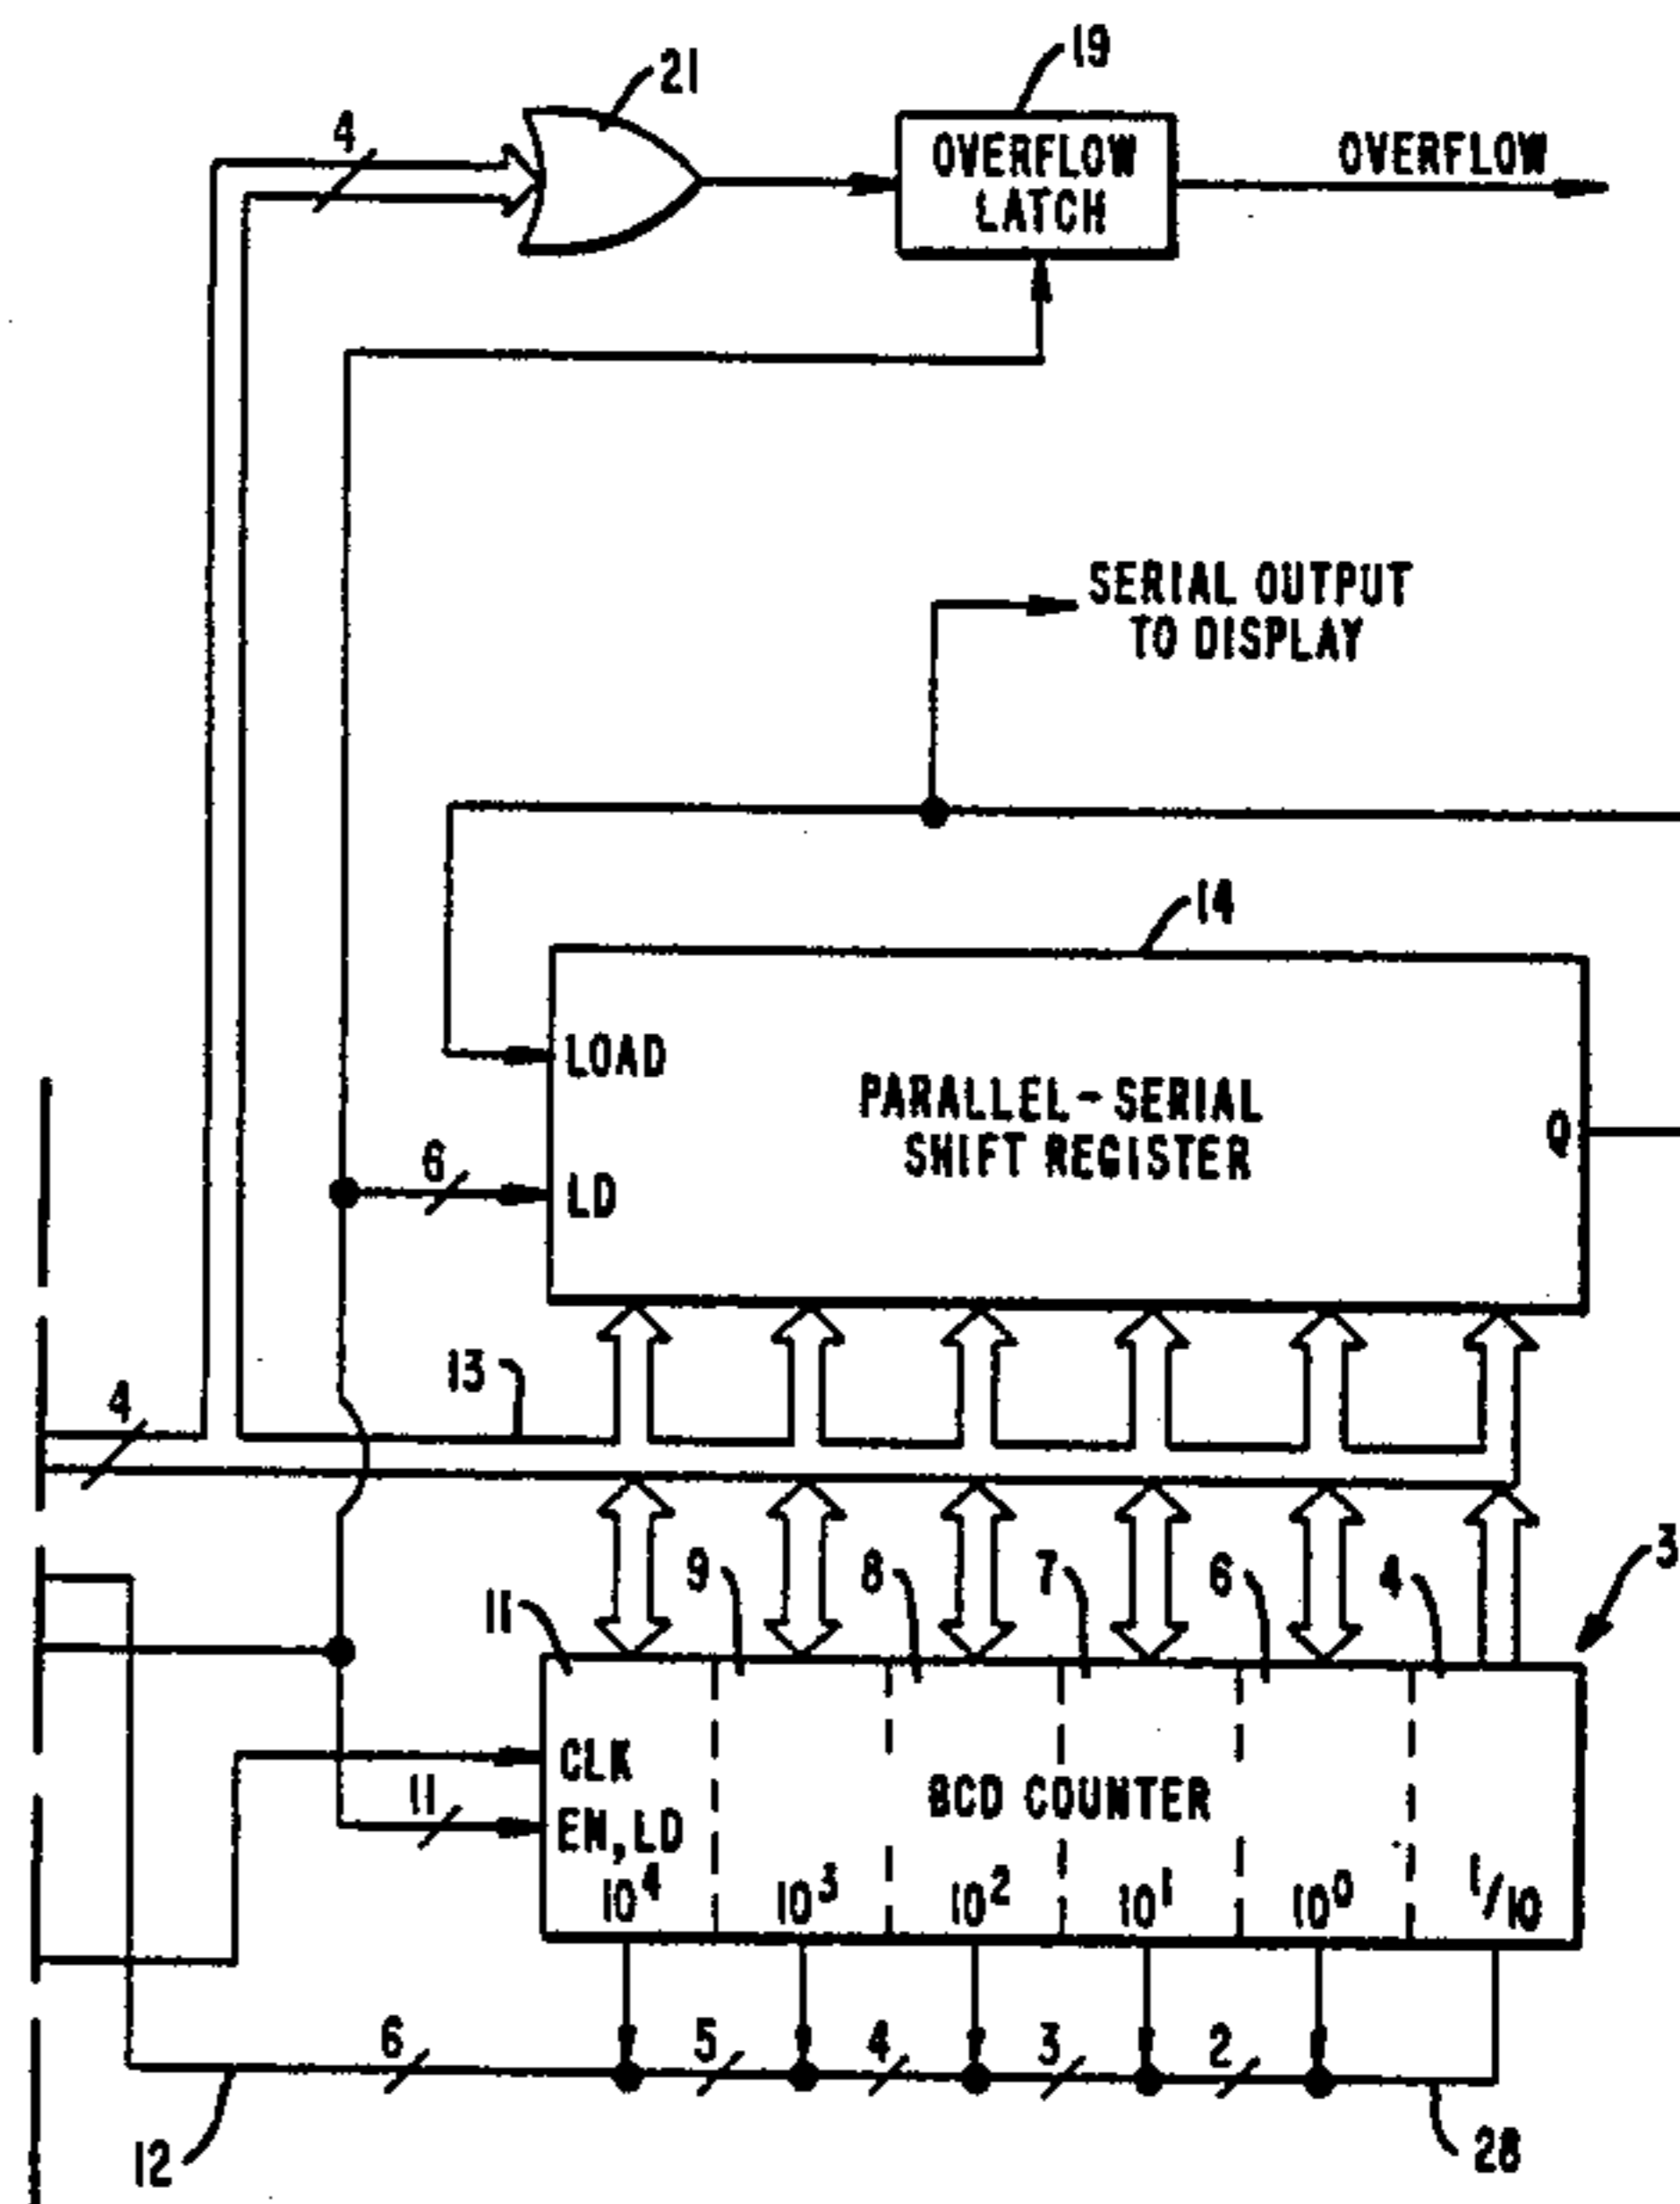 21
19
4
OVERFLOW
LATCH
OVERFLOW
SERIAL OUTPUT
TO DISPLAY
14
LOAD
PARALLEL-SERIAL
SHIFT REGISTER
Q
6
LD
13
4
3
9
8
7
6
4
11
CLK
11
EN,LD
BCD COUNTER
10⁴
10³
10²
10¹
10⁰
1/10
6
5
4
3
2
12
28